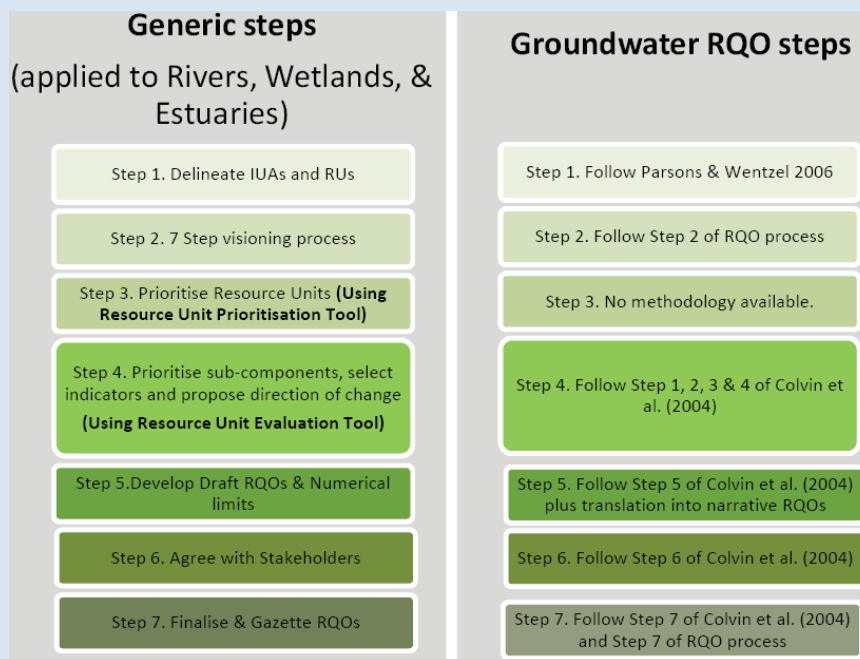 Generic steps
(applied to Rivers, Wetlands, &
Estuaries)
Step 1. Delineate IUAs and RUs
Step 2. 7 Step visioning process
Step 3. Prioritise Resource Units (Using
Resource Unit Prioritisation Tool)
Step 4. Prioritise sub-components, select
indicators and propose direction of change
(Using Resource Unit Evaluation Tool)
Step 5.Develop Draft RQOs & Numerical
limits
Step 6. Agree with Stakeholders
Step 7. Finalise & Gazette RQOs
Groundwater RQO steps
Step 1. Follow Parsons & Wentzel 2006
Step 2. Follow Step 2 of RQO process
Step 3. No methodology available.
Step 4. Follow Step 1, 2, 3 & 4 of Colvin et
al. (2004)
Step 5. Follow Step 5 of Colvin et al. (2004)
plus translation into narrative RQOs
Step 6. Follow Step 6 of Colvin et al. (2004)
Step 7. Follow Step 7 of Colvin et al. (2004)
and Step 7 of RQO process